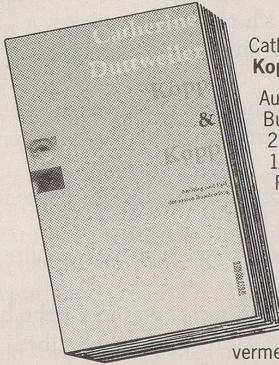 Catherine
Duttweiler
Kopp
&
Kopp
Aufstieg und Fall
der ersten Bundesrätin
Cath
Kopp
Au
Bu
2
1
verme